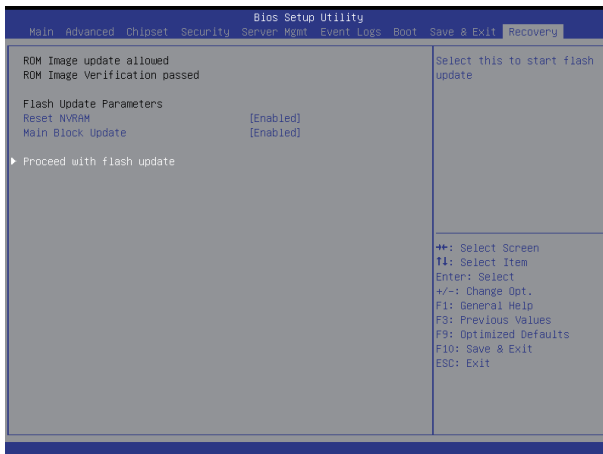 Bios Setup Utility
Main Advanced Chipset Security Server Mgmt Event Logs Boot Save & Exit Recovery
ROM Image update allowed
ROM Image Verification passed
Flash Update Parameters
Reset NVRAM [Enabled]
Main Block Update [Enabled]
Proceed with flash update
Select this to start flash
update
→←: Select Screen
↑↓: Select Item
Enter: Select
+/-: Change Opt.
F1: General Help
F3: Previous Values
F9: Optimized Defaults
F10: Save & Exit
ESC: Exit